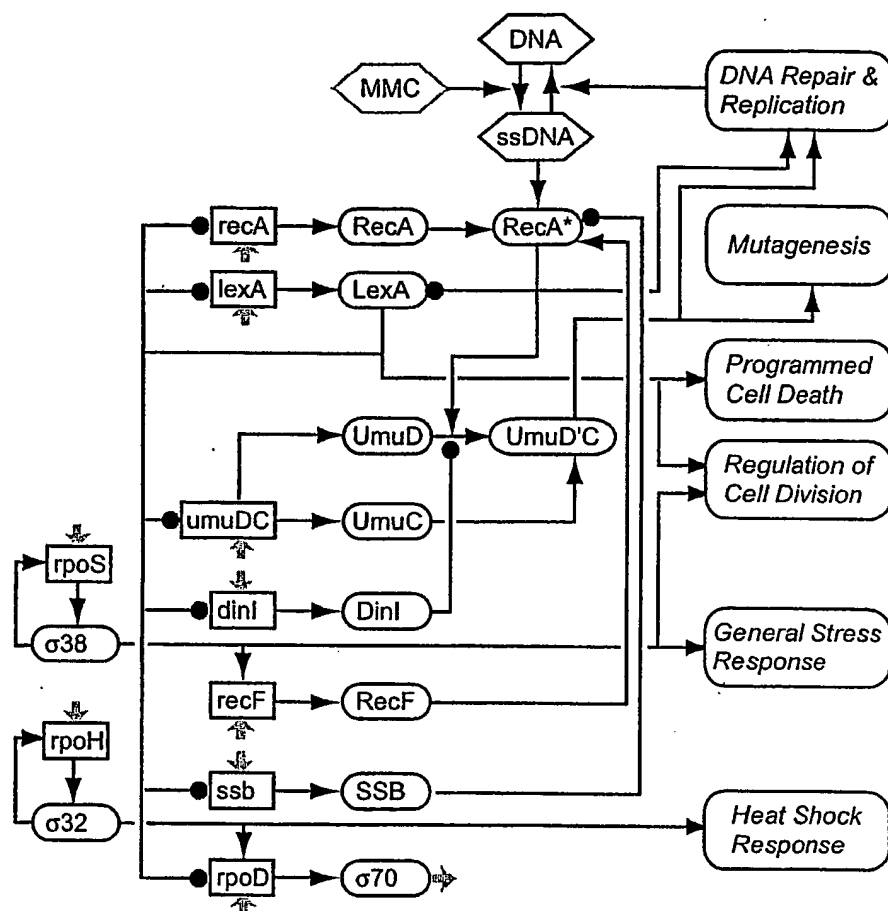 DNA
MMC
DNA Repair &
Replication
ssDNA
recA
RecA
RecA*
Mutagenesis
lexA
LexA
Programmed
Cell Death
UmuD
UmuD'C
Regulation of
Cell Division
umuDC
UmuC
rpoS
dinI
DinI
σ38
General Stress
Response
recF
RecF
rpoH
ssb
SSB
σ32
Heat Shock
Response
rpoD
σ70